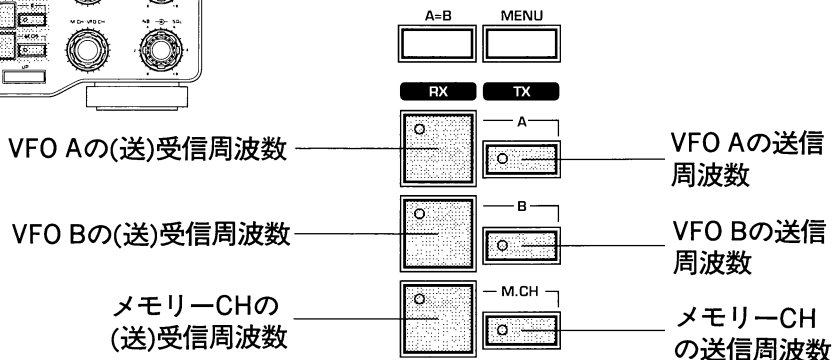 A=B MENU
RX TX
A
VFO Aの(送)受信周波数
VFO Aの送信
周波数
B
VFO Bの(送)受信周波数
VFO Bの送信
周波数
M.CH
メモリーCHの
(送)受信周波数
メモリーCH
の送信周波数